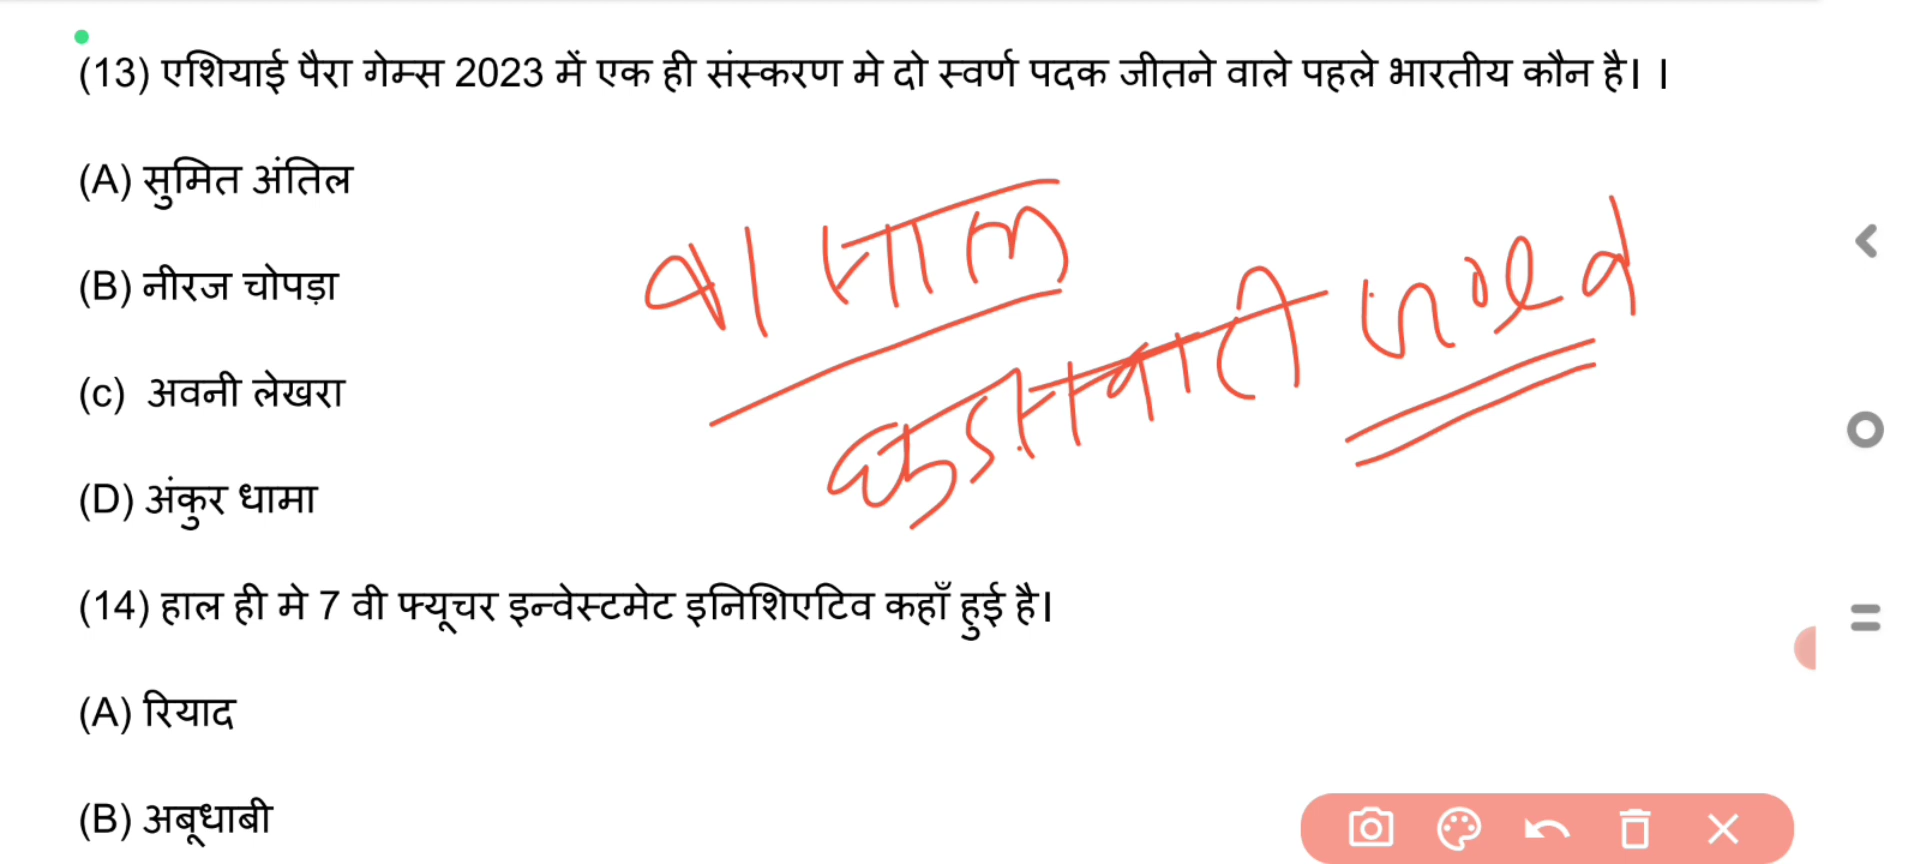 (13) एशियाई पैरा गेम्स 2023 में एक ही संस्करण मे दो स्वर्ण पदक जीतने वाले पहले भारतीय कौन है। ।
(A) सुमित अंतिल
(B) नीरज चोपड़ा
(c) अवनी लेखरा
(D) अंकुर धामा
(14) हाल ही मे 7 वी फ्यूचर इन्वेस्टमेट इनिशिएटिव कहाँ हुई है।
(A) रियाद
(B) अबूधाबी